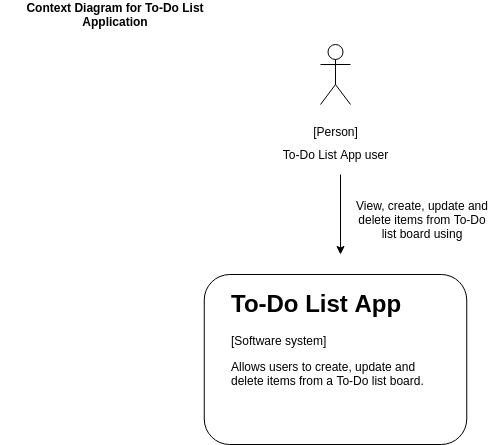 Context Diagram for To-Do List
Application
[Person]
To-Do List App user
View, create, update and
delete items from To-Do
list board using
To-Do List App
[Software system]
Allows users to create, update and
delete items from a To-Do list board.